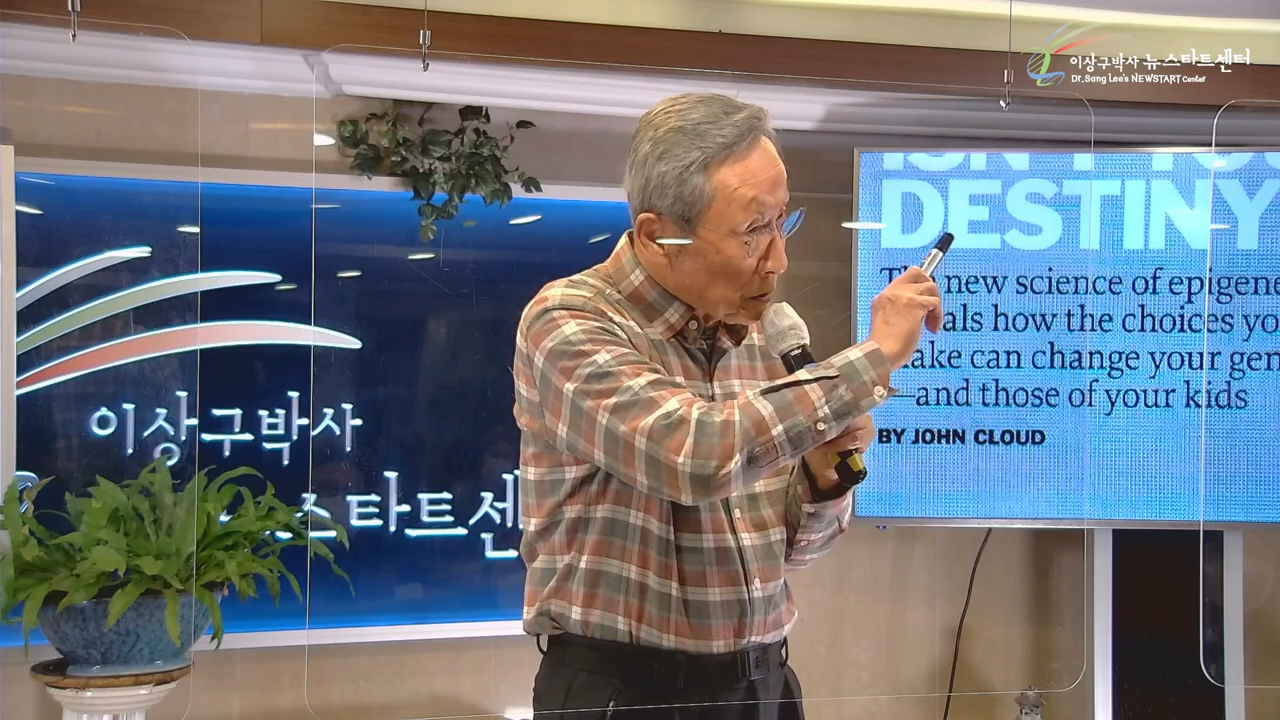 이상구박사 뉴스타트센터
Dr. Sang Lee's NEWSTART Center
이상구박사
스타트센
DESTINY
new science of epigene
als how the choices yo
ake can change your gen
—and those of your kids
BY JOHN CLOUD